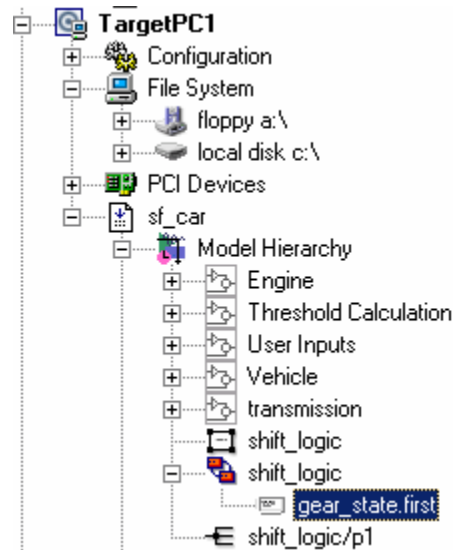 TargetPC1
Configuration
File System
floppy a:\
local disk c:\
PCI Devices
sf_car
Model Hierarchy
Engine
Threshold Calculation
User Inputs
Vehicle
transmission
shift_logic
shift_logic
gear_state.first
shift_logic/p1